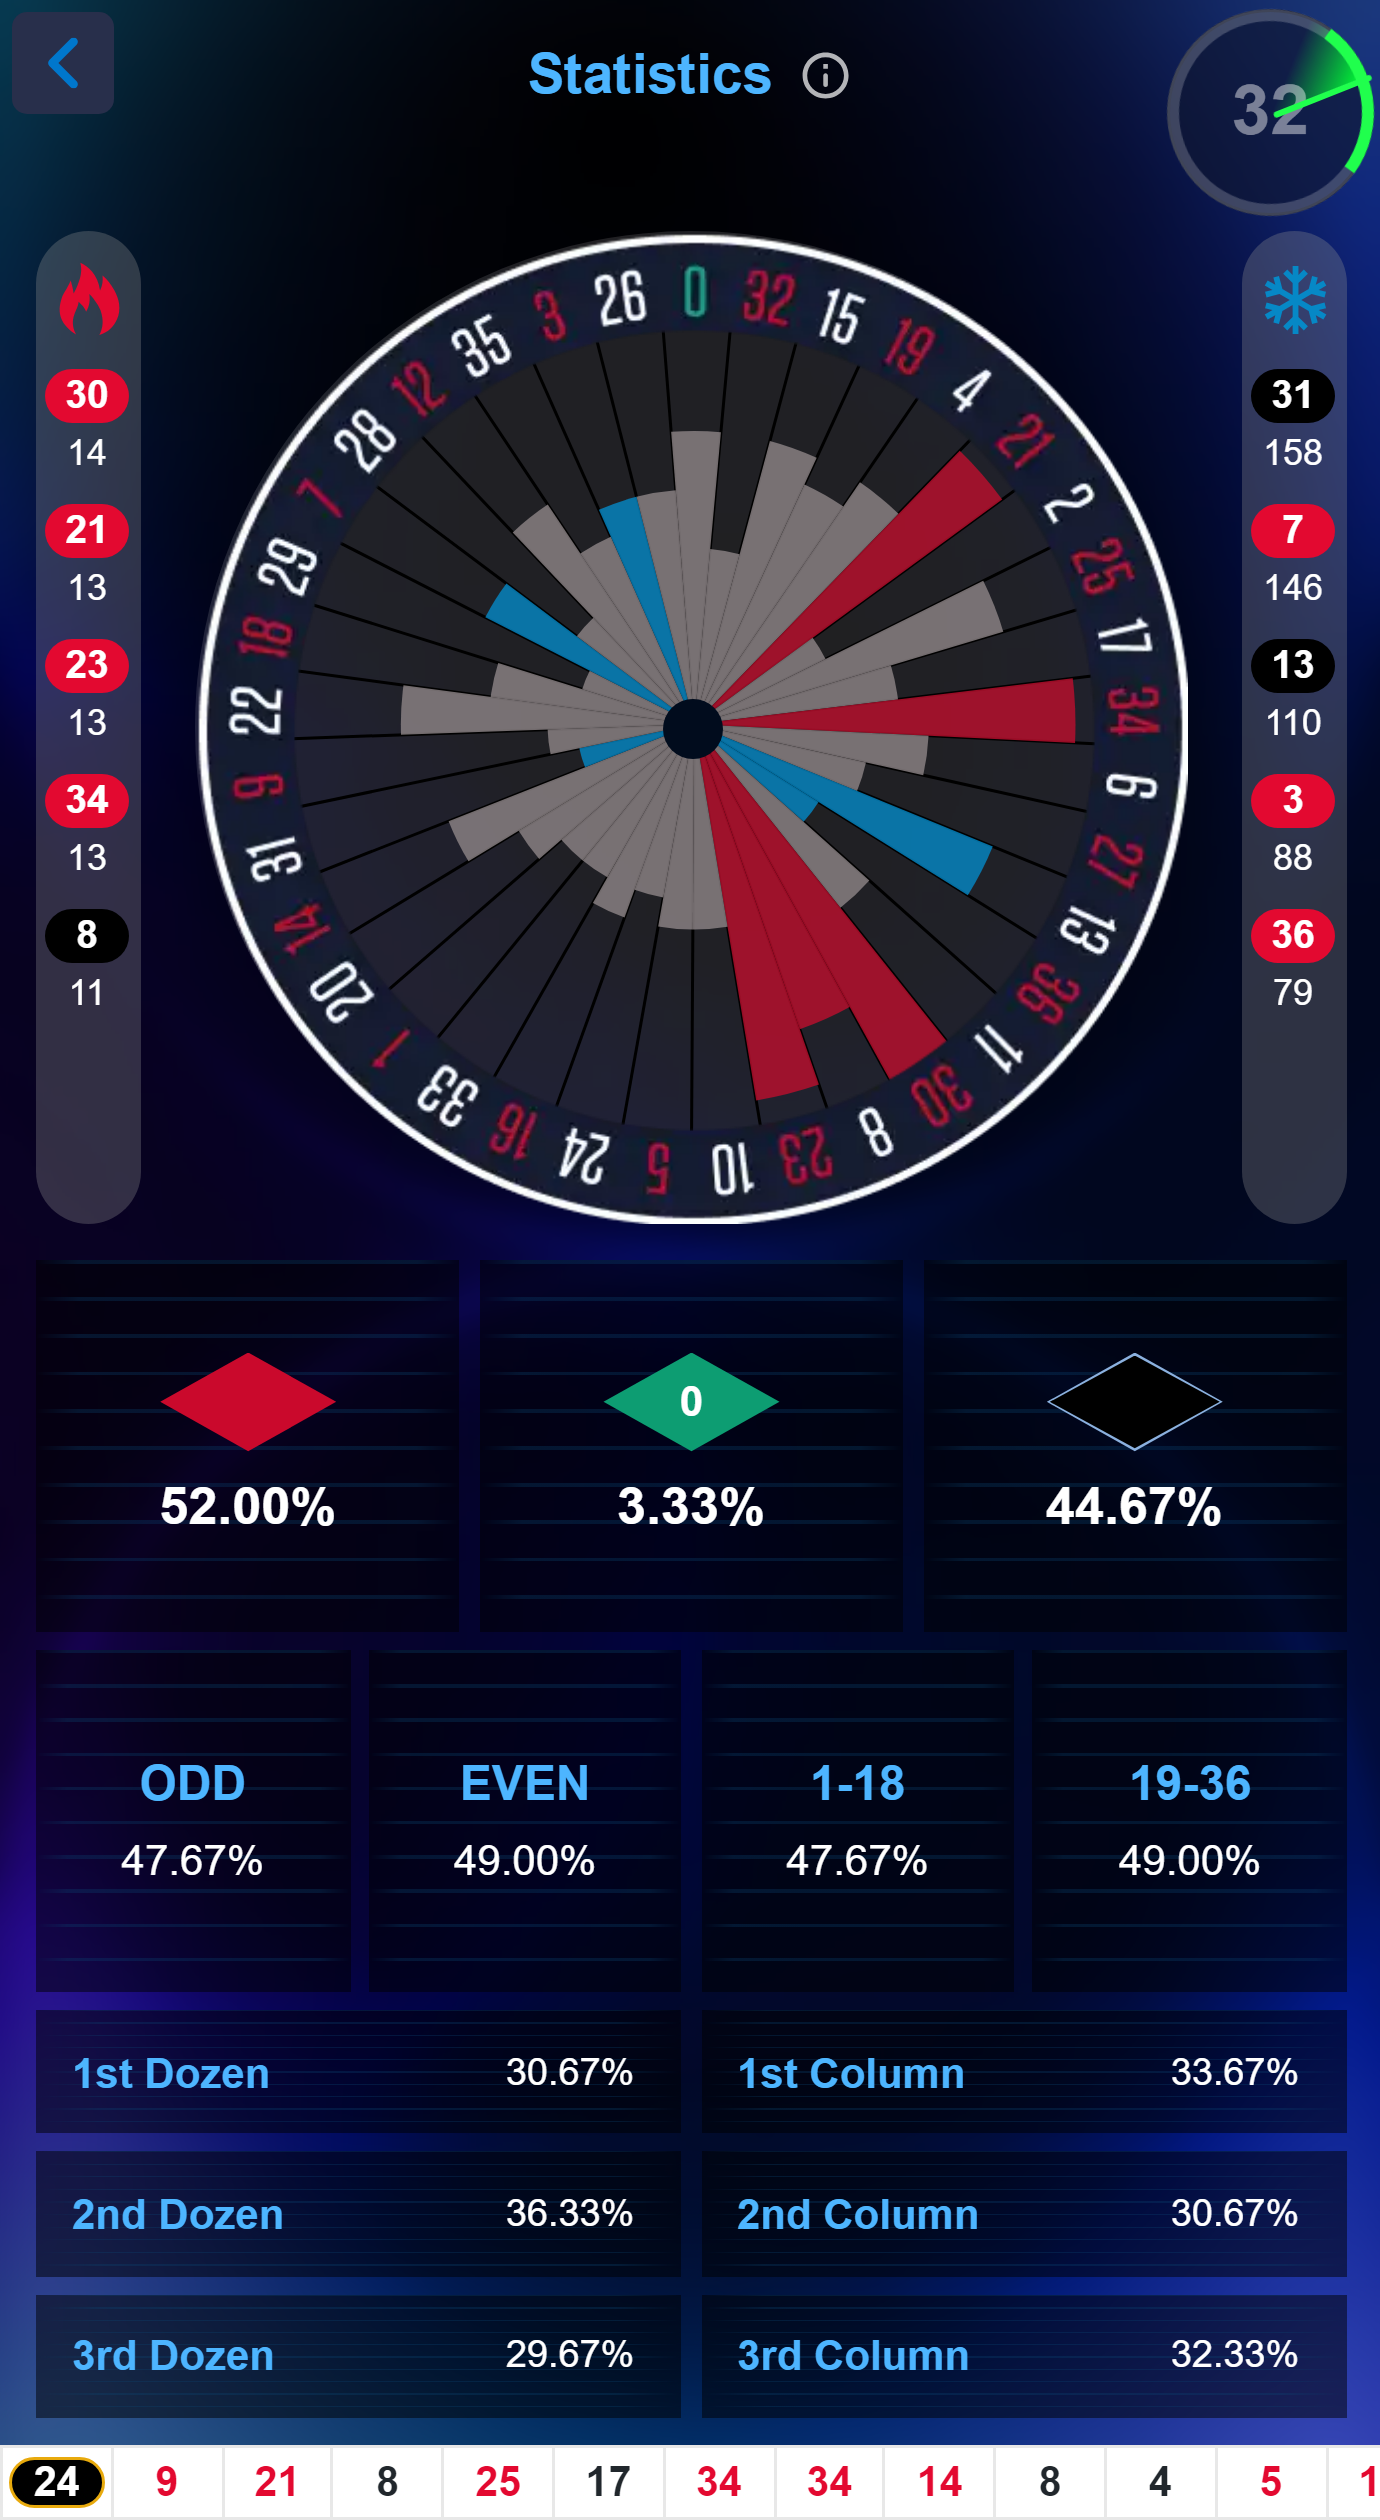 Statistics
32
30
14
21
13
23
13
34
13
8
11
0 32 15 19 4 21 2 25 17 34 6 27 13 36 11 30 8 23 10 5 24 16 33 1 20 14 31 9 22 18 29 7 28 12 35 3 26
31
158
7
146
13
110
3
88
36
79
0
52.00% 3.33% 44.67%
ODD EVEN 1-18 19-36
47.67% 49.00% 47.67% 49.00%
1st Dozen 30.67% 1st Column 33.67%
2nd Dozen 36.33% 2nd Column 30.67%
3rd Dozen 29.67% 3rd Column 32.33%
24 9 21 8 25 17 34 34 14 8 4 5